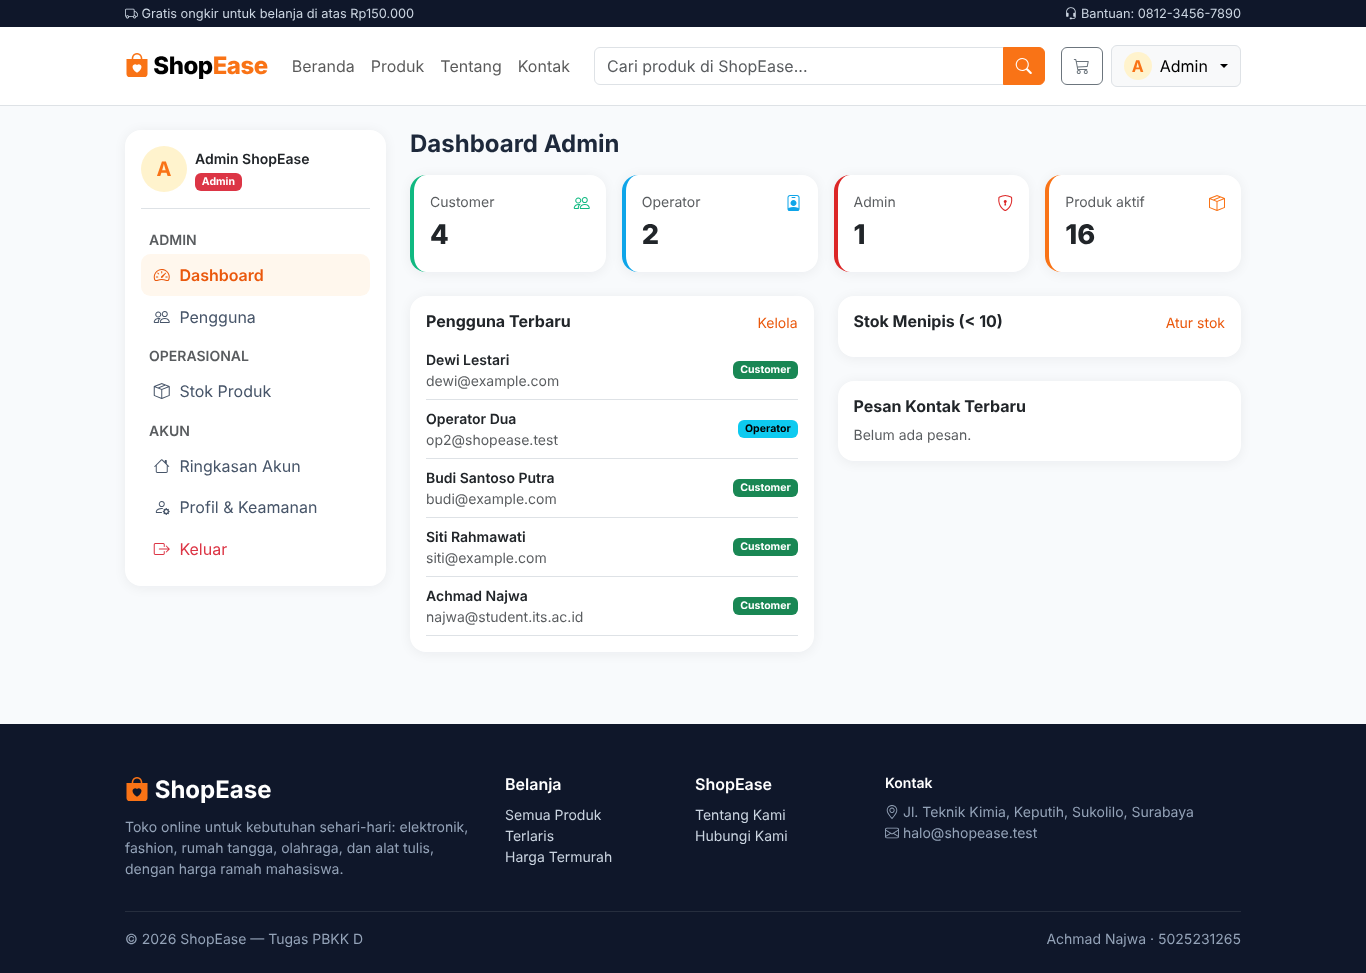 Gratis ongkir untuk belanja di atas Rp150.000
Bantuan: 0812-3456-7890
ShopEase
Beranda
Produk
Tentang
Kontak
Cari produk di ShopEase...
A
Admin
A
Admin ShopEase
Admin
ADMIN
Dashboard
Pengguna
OPERASIONAL
Stok Produk
AKUN
Ringkasan Akun
Profil & Keamanan
Keluar
Dashboard Admin
Customer
4
Operator
2
Admin
1
Produk aktif
16
Pengguna Terbaru
Kelola
Dewi Lestari
dewi@example.com
Customer
Operator Dua
op2@shopease.test
Operator
Budi Santoso Putra
budi@example.com
Customer
Siti Rahmawati
siti@example.com
Customer
Achmad Najwa
najwa@student.its.ac.id
Customer
Stok Menipis (< 10)
Atur stok
Pesan Kontak Terbaru
Belum ada pesan.
ShopEase
Toko online untuk kebutuhan sehari-hari: elektronik,
fashion, rumah tangga, olahraga, dan alat tulis,
dengan harga ramah mahasiswa.
Belanja
Semua Produk
Terlaris
Harga Termurah
ShopEase
Tentang Kami
Hubungi Kami
Kontak
Jl. Teknik Kimia, Keputih, Sukolilo, Surabaya
halo@shopease.test
© 2026 ShopEase — Tugas PBKK D
Achmad Najwa · 5025231265